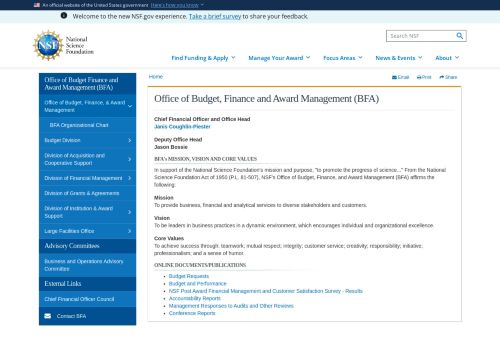 An official website of the United States government Here's how you know
Welcome to the new NSF.gov experience. Take a brief survey to share your feedback.
NSF
National
Science
Foundation
Search NSF
Find Funding & Apply
Manage Your Award
Focus Areas
News & Events
About
Office of Budget Finance and
Award Management (BFA)
Office of Budget, Finance, & Award
Management
BFA Organizational Chart
Budget Division
Division of Acquisition and
Cooperative Support
Division of Financial Management
Division of Grants & Agreements
Division of Institution & Award
Support
Large Facilities Office
Advisory Committees
Business and Operations Advisory
Committee
External Links
Chief Financial Officer Council
Contact BFA
Home
Email
Print
Share
Office of Budget, Finance and Award Management (BFA)
Chief Financial Officer and Office Head
Janis Coughlin-Piester
Deputy Office Head
Jason Bossie
BFA's MISSION, VISION AND CORE VALUES
In support of the National Science Foundation's mission and purpose, "to promote the progress of science..." From the National
Science Foundation Act of 1950 (P.L. 81-507), NSF's Office of Budget, Finance, and Award Management (BFA) affirms the
following:
Mission
To provide business, financial and analytical services to diverse stakeholders and customers.
Vision
To be leaders in business practices in a dynamic environment, which encourages individual and organizational excellence.
Core Values
To achieve success through: teamwork; mutual respect; integrity; customer service; creativity; responsibility; initiative;
professionalism; and a sense of humor.
ONLINE DOCUMENTS/PUBLICATIONS
Budget Requests
Budget and Performance
NSF Post Award Financial Management and Customer Satisfaction Survey - Results
Accountability Reports
Management Responses to Audits and Other Reviews
Conference Reports